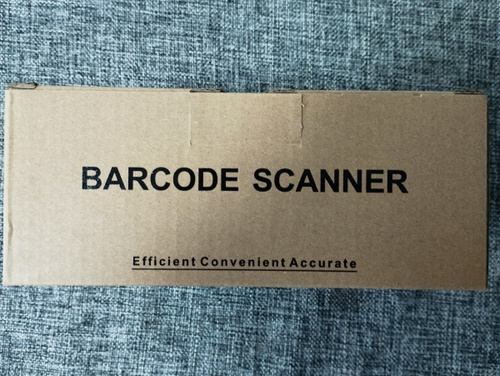 BARCODE SCANNER
Efficient Convenient Accurate